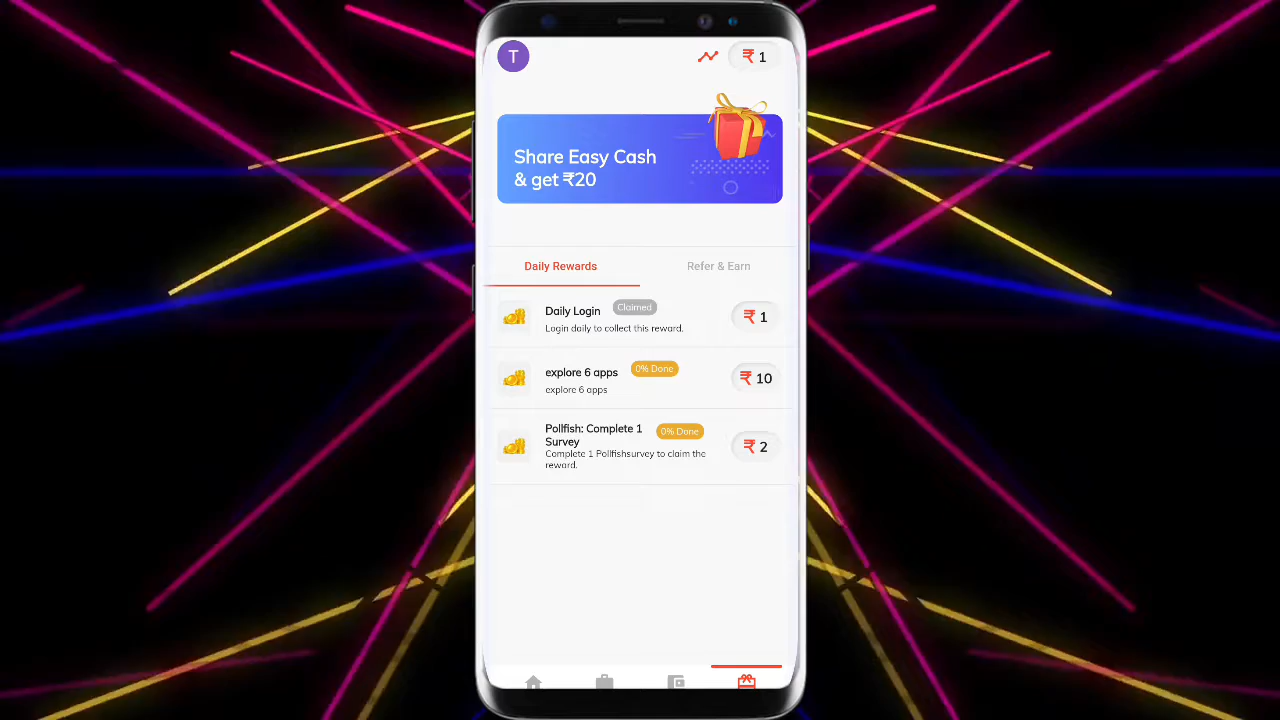 T
₹ 1
Share Easy Cash
& get ₹20
Daily Rewards
Refer & Earn
Daily Login
Claimed
Login daily to collect this reward.
₹ 1
explore 6 apps
0% Done
explore 6 apps
₹ 10
Pollfish: Complete 1
Survey
0% Done
Complete 1 Pollfishsurvey to claim the
reward.
₹ 2